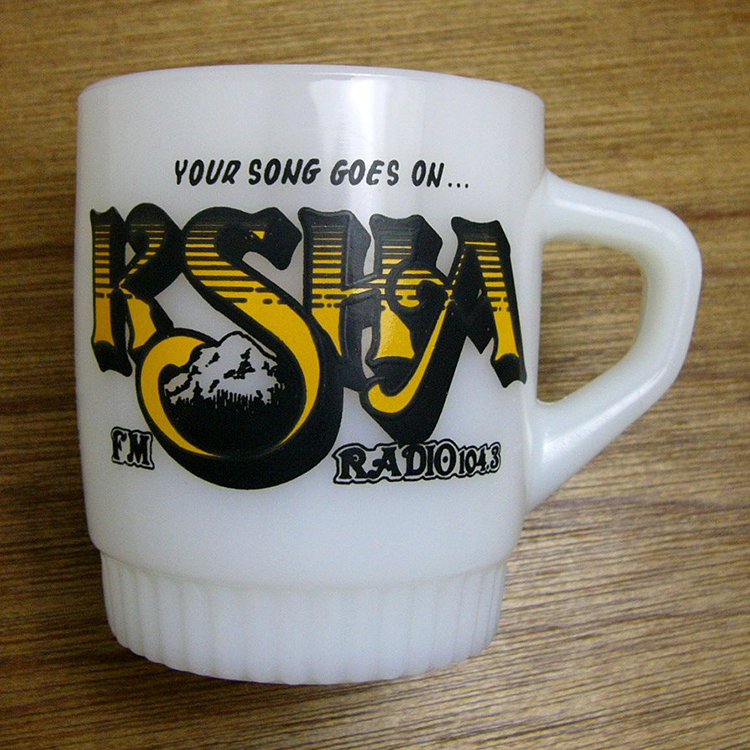 YOUR SONG GOES ON...
KSHA
FM RADIO 104.3